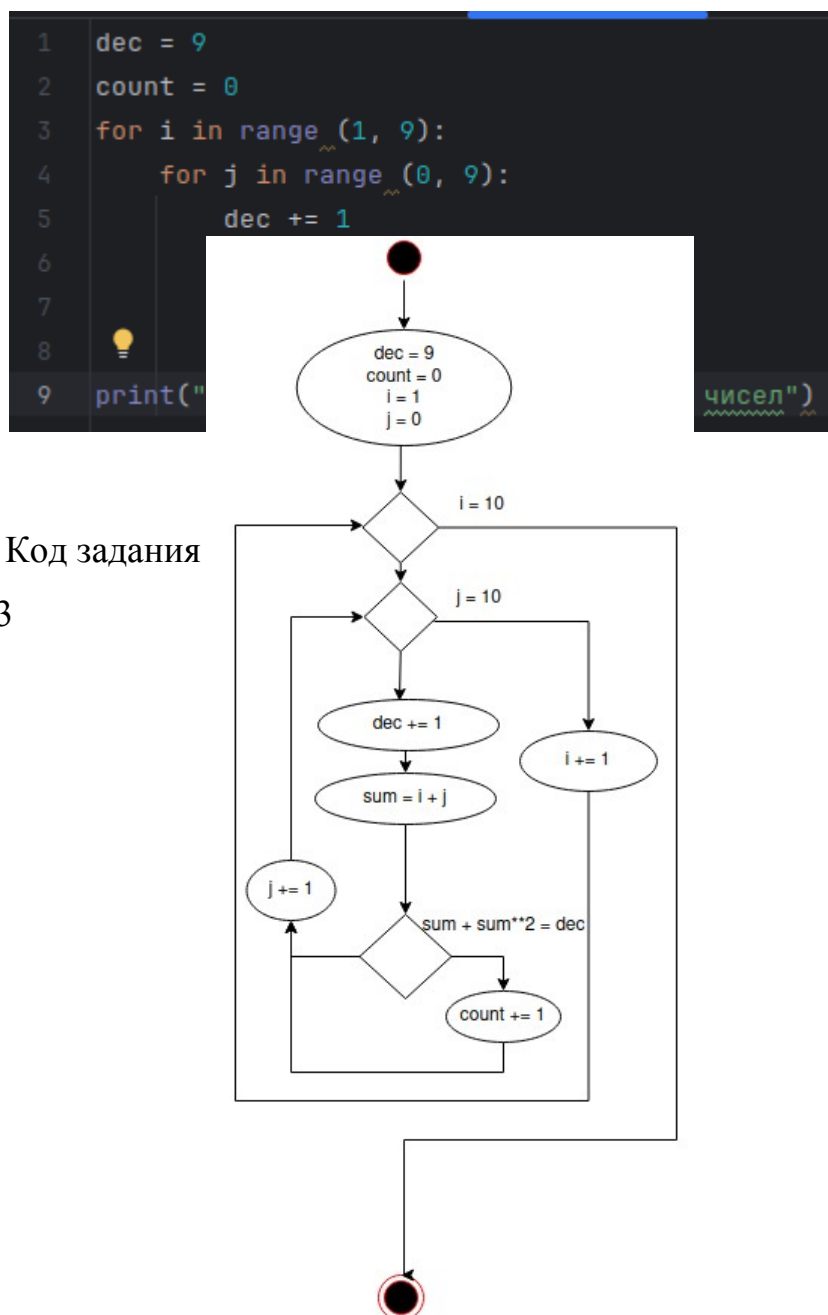 1 dec = 9
2 count = 0
3 for i in range (1, 9):
4 for j in range (0, 9):
5 dec += 1
6
7
8
9 print(" чисел")
dec = 9
count = 0
i = 1
j = 0
i = 10
Код задания
3
j = 10
dec += 1
i += 1
sum = i + j
j += 1
sum + sum**2 = dec
count += 1